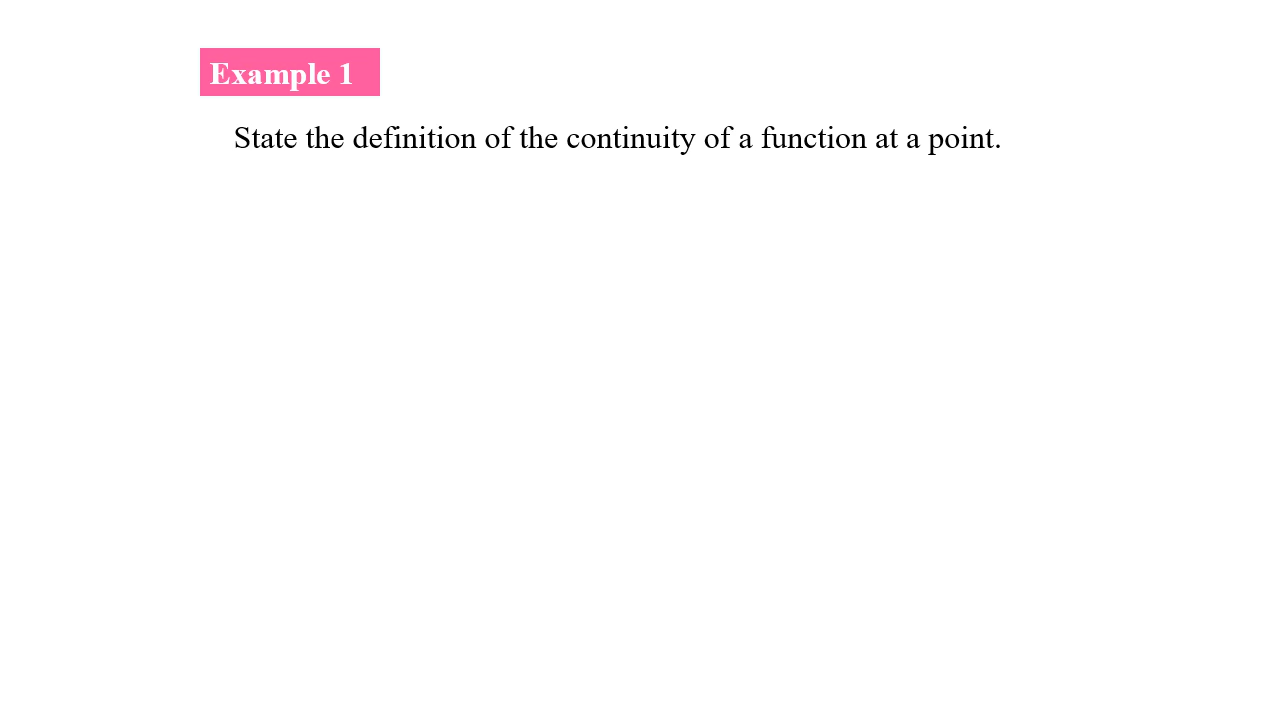 Example 1
State the definition of the continuity of a function at a point.